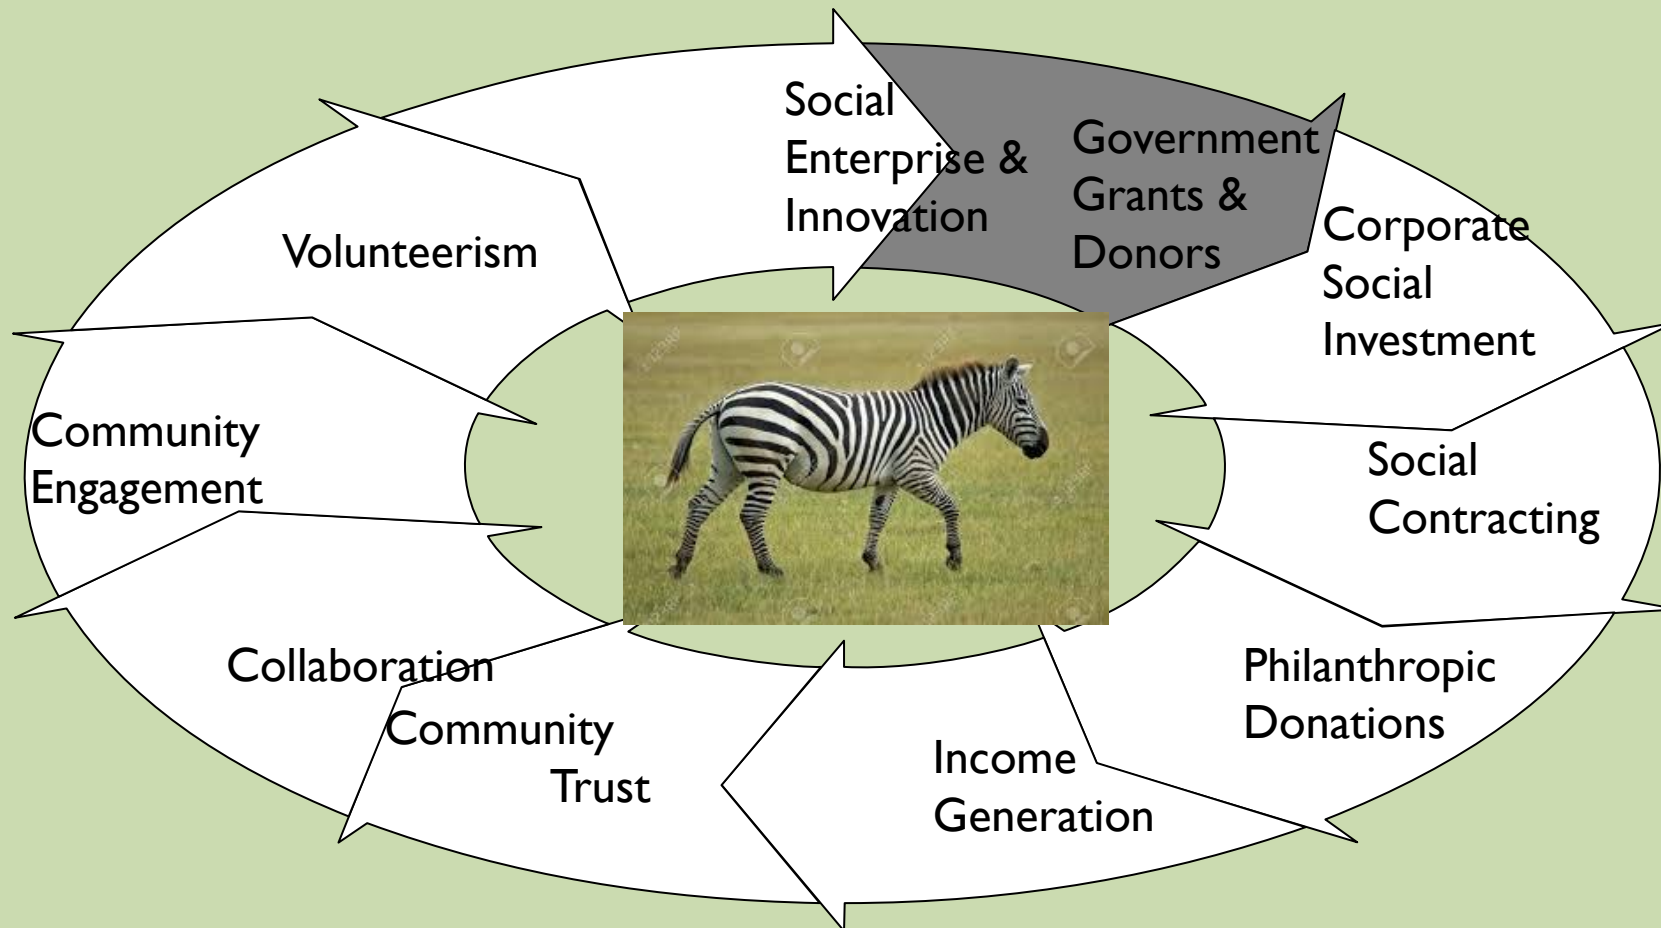 Social
Enterprise &
Innovation
Government
Grants &
Donors
Corporate
Social
Investment
Social
Contracting
Philanthropic
Donations
Income
Generation
Community
Trust
Collaboration
Community
Engagement
Volunteerism